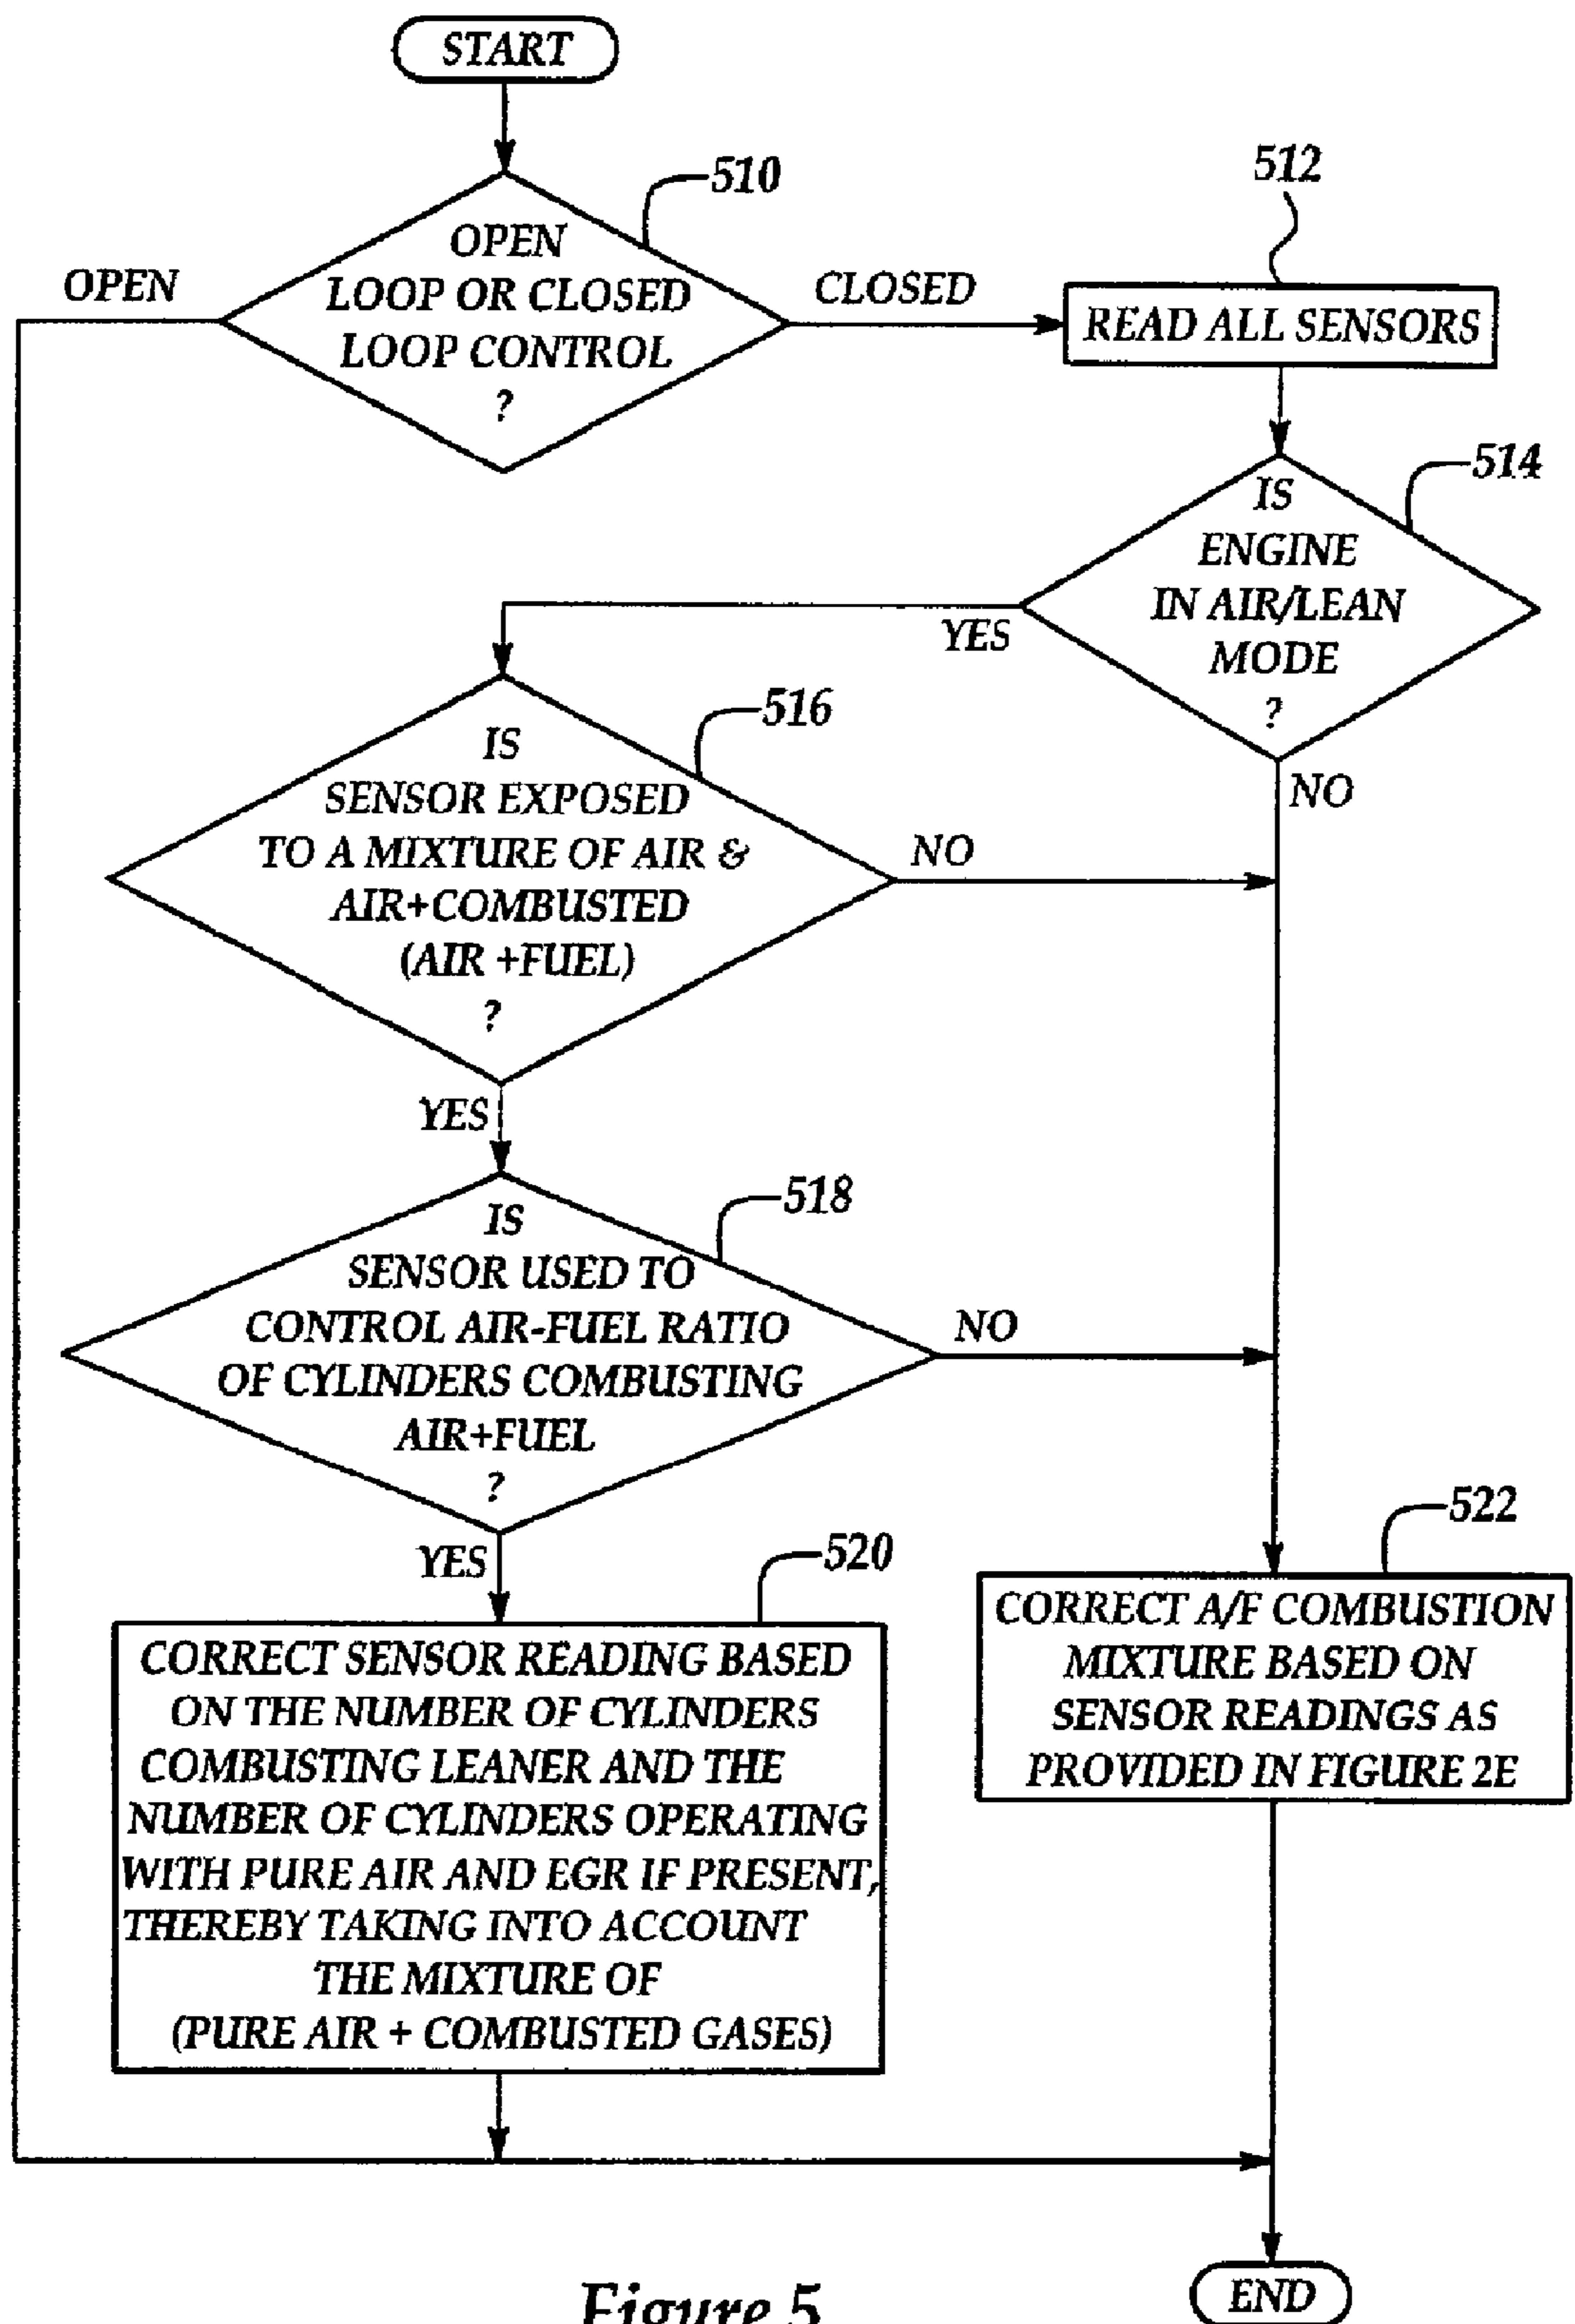 START
510
OPEN
LOOP OR CLOSED
LOOP CONTROL
?
OPEN
CLOSED
512
READ ALL SENSORS
514
IS
ENGINE
IN AIR/LEAN
MODE
?
YES
NO
516
IS
SENSOR EXPOSED
TO A MIXTURE OF AIR &
AIR+COMBUSTED
(AIR +FUEL)
?
NO
YES
518
IS
SENSOR USED TO
CONTROL AIR-FUEL RATIO
OF CYLINDERS COMBUSTING
AIR+FUEL
?
NO
YES
520
CORRECT SENSOR READING BASED
ON THE NUMBER OF CYLINDERS
COMBUSTING LEANER AND THE
NUMBER OF CYLINDERS OPERATING
WITH PURE AIR AND EGR IF PRESENT,
THEREBY TAKING INTO ACCOUNT
THE MIXTURE OF
(PURE AIR + COMBUSTED GASES)
522
CORRECT A/F COMBUSTION
MIXTURE BASED ON
SENSOR READINGS AS
PROVIDED IN FIGURE 2E
END
Figure 5